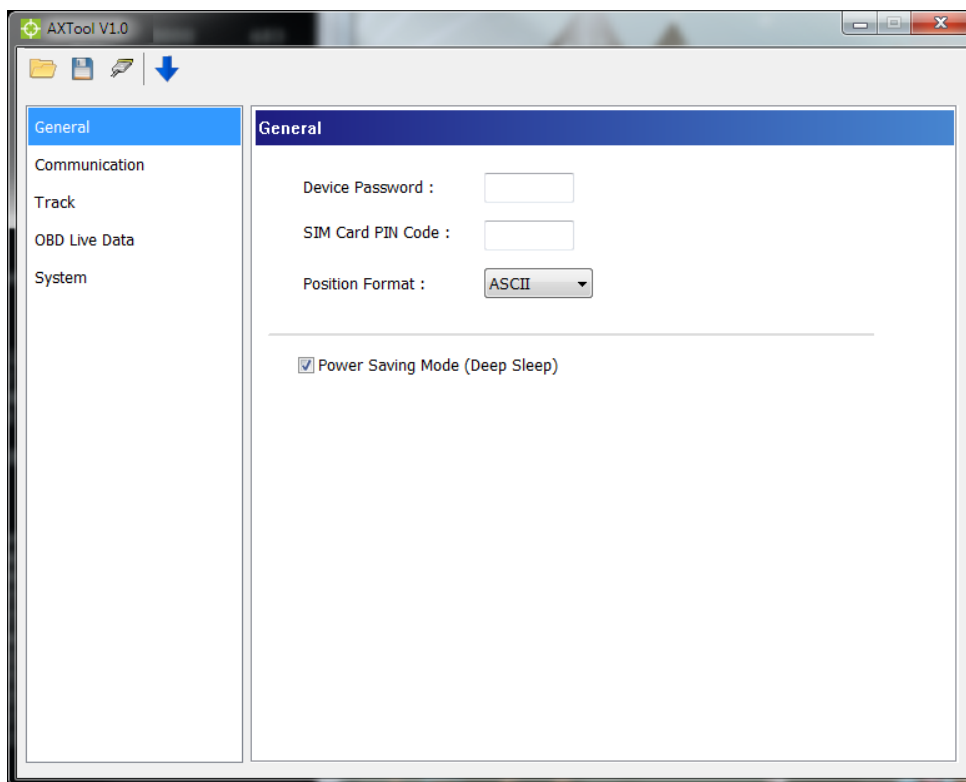 AXTool V1.0
General
Communication
Track
OBD Live Data
System
General
Device Password :
SIM Card PIN Code :
Position Format :
ASCII
Power Saving Mode (Deep Sleep)